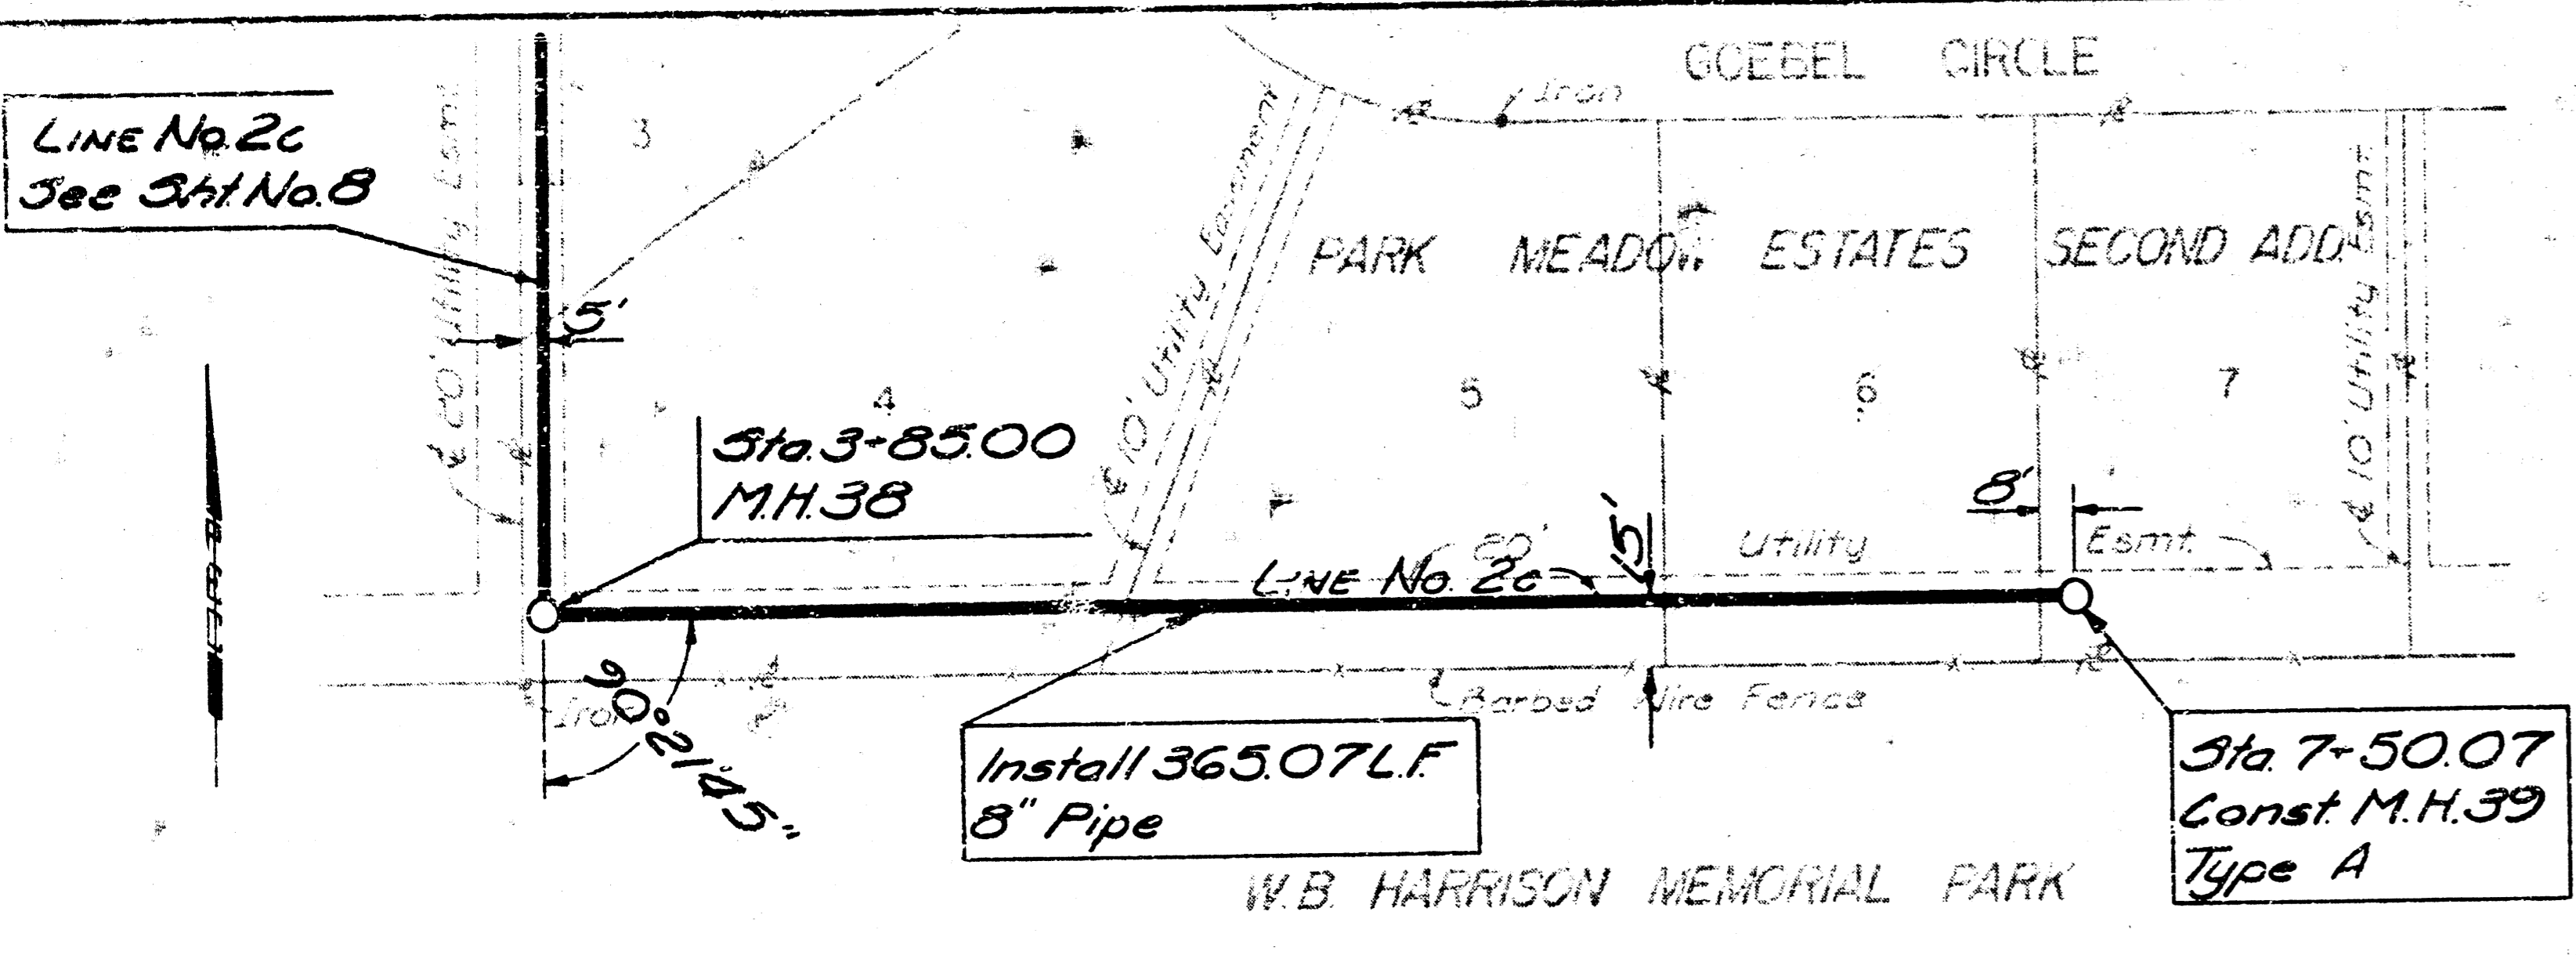 GOEBEL CIRCLE
Iron
LINE No. 2c
See Sht. No. 8
3
20' Utility Esmt.
10' Utility Easement
PARK MEADOW ESTATES SECOND ADD.
10' Utility Esmt.
5'
4
5
6
7
Sta. 3+85.00
M.H. 38
8'
15'
20' Utility Esmt.
LINE No. 2c
Iron
90°21'45"
Barbed Wire Fence
Install 365.07 L.F.
8" Pipe
Sta. 7+50.07
Const. M.H. 39
Type A
W.B. HARRISON MEMORIAL PARK